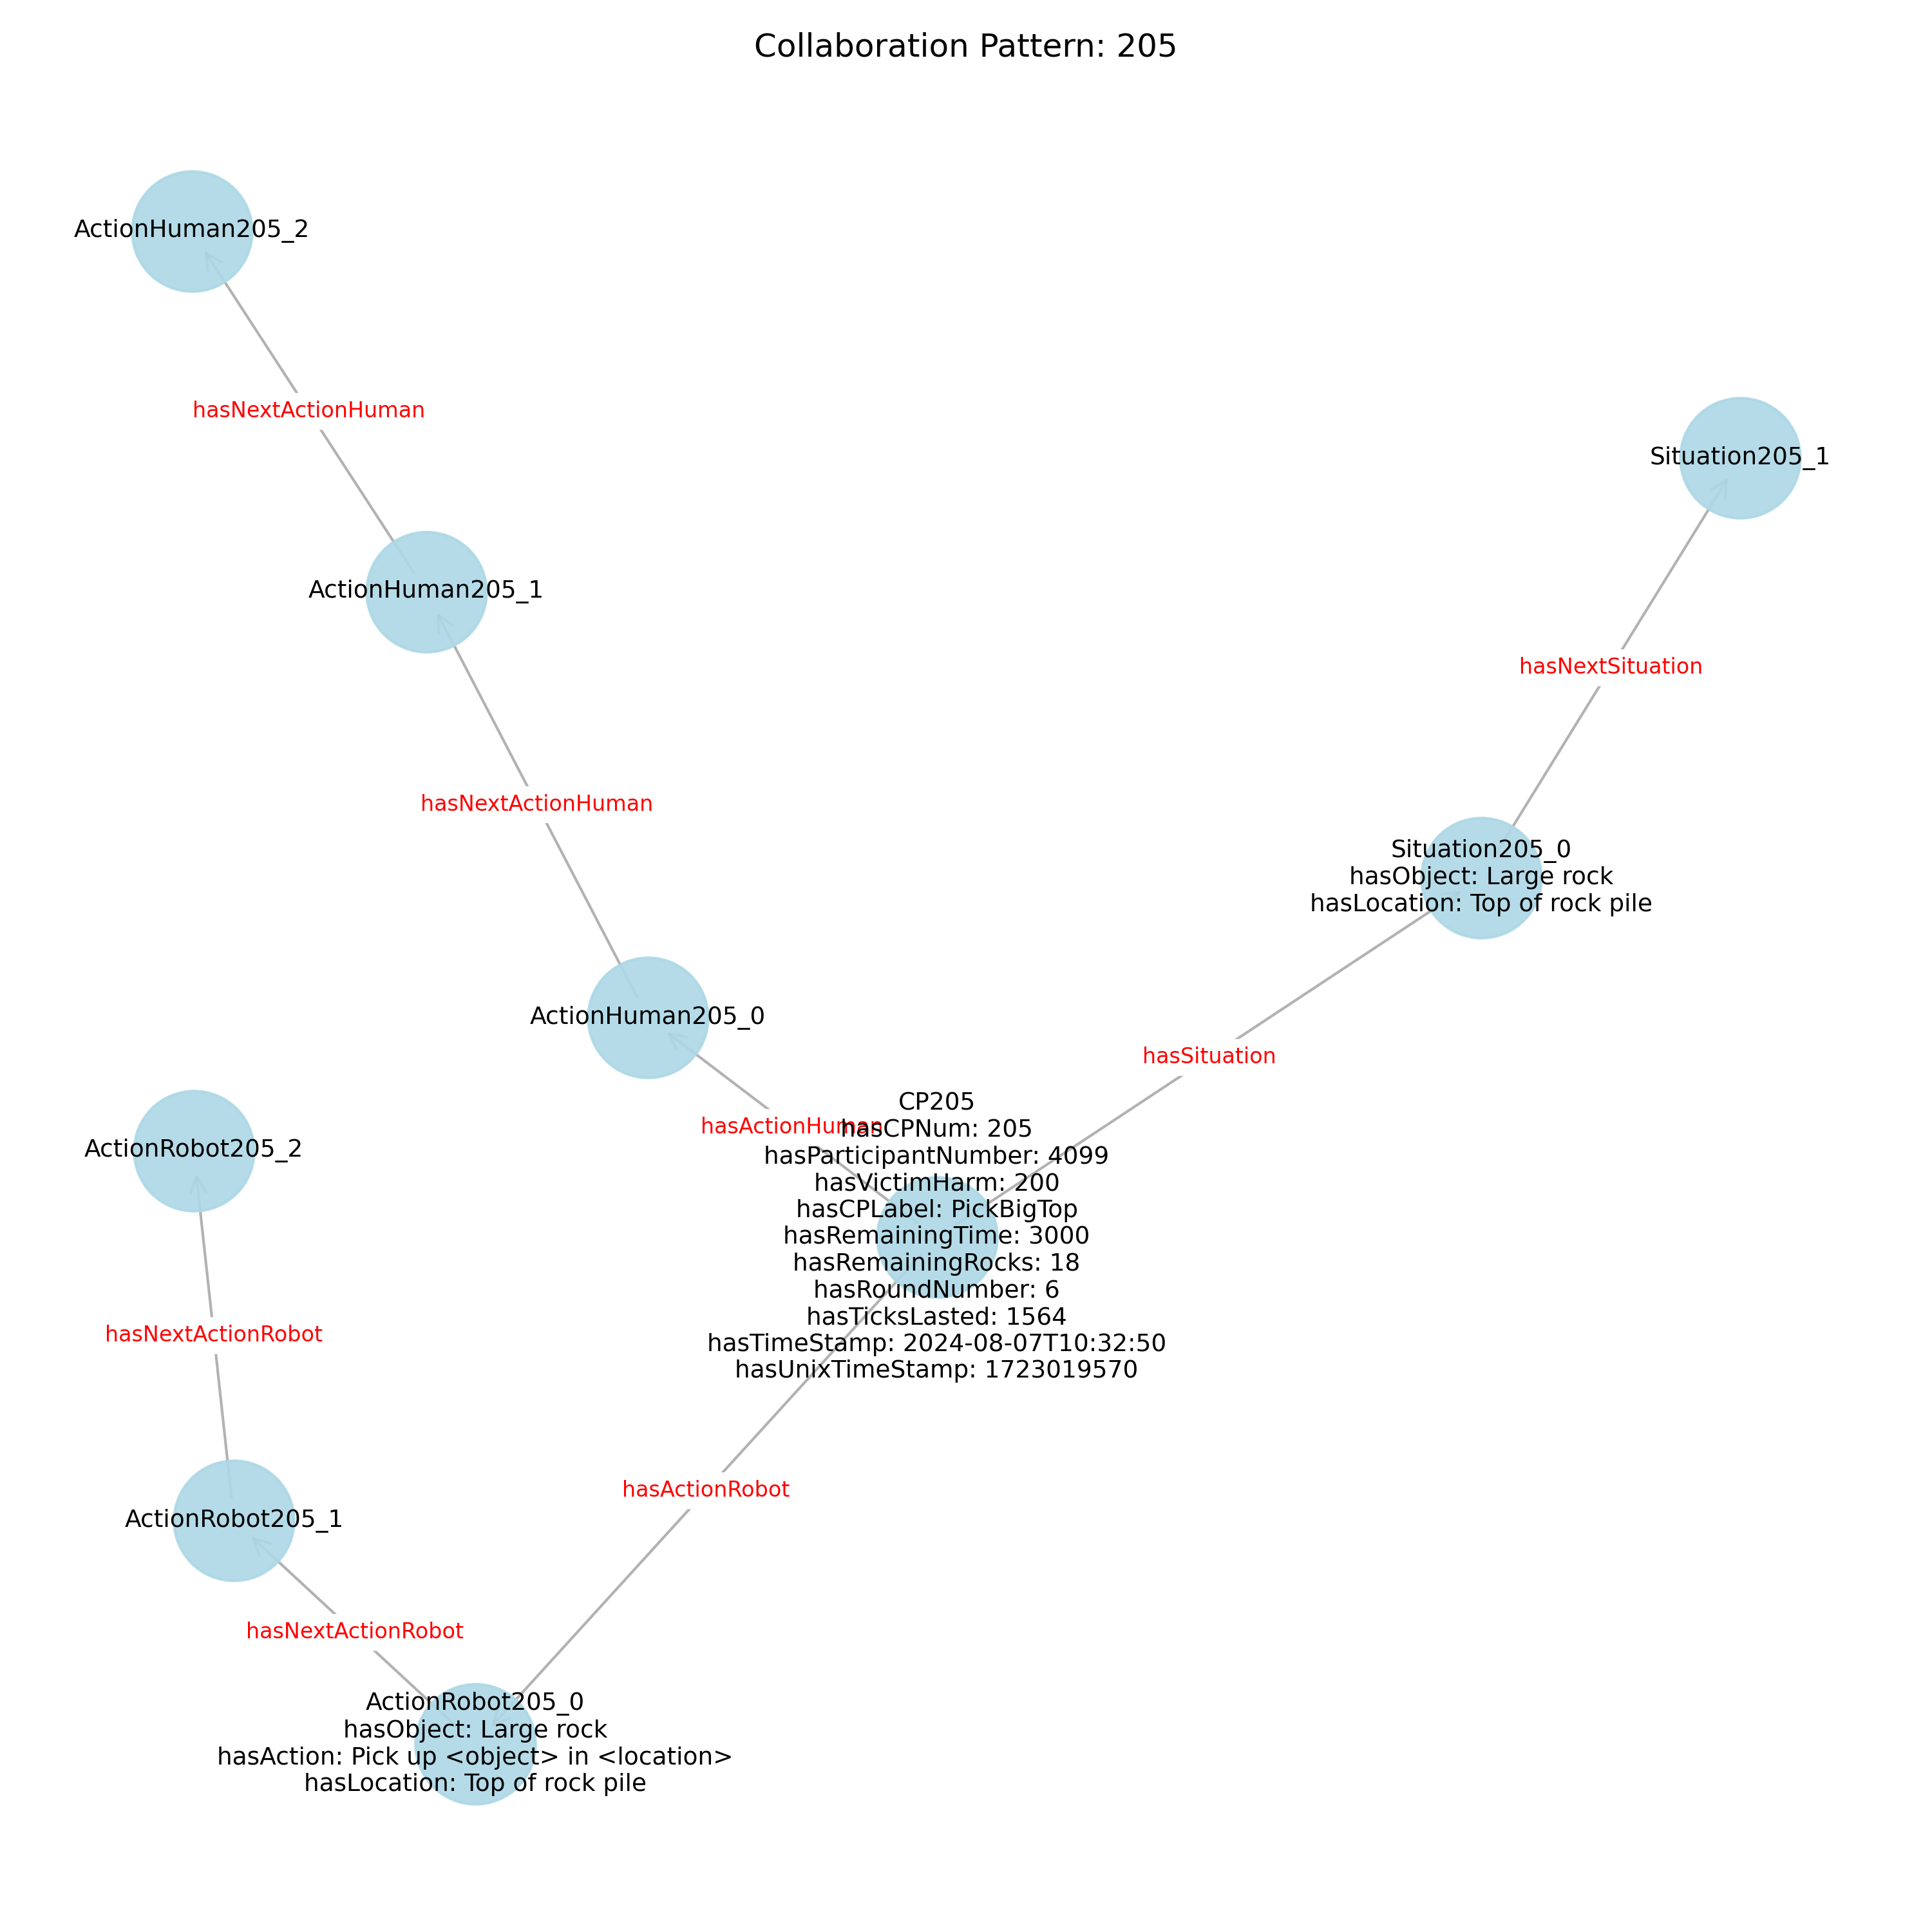 Collaboration Pattern: 205
ActionHuman205_2
hasNextActionHuman
Situation205_1
ActionHuman205_1
hasNextSituation
hasNextActionHuman
Situation205_0
hasObject: Large rock
hasLocation: Top of rock pile
ActionHuman205_0
hasSituation
hasActionHuman
CP205
hasCPNum: 205
hasParticipantNumber: 4099
hasVictimHarm: 200
hasCPLabel: PickBigTop
hasRemainingTime: 3000
hasRemainingRocks: 18
hasRoundNumber: 6
hasTicksLasted: 1564
hasTimeStamp: 2024-08-07T10:32:50
hasUnixTimeStamp: 1723019570
ActionRobot205_2
hasNextActionRobot
hasActionRobot
ActionRobot205_1
hasNextActionRobot
ActionRobot205_0
hasObject: Large rock
hasAction: Pick up <object> in <location>
hasLocation: Top of rock pile